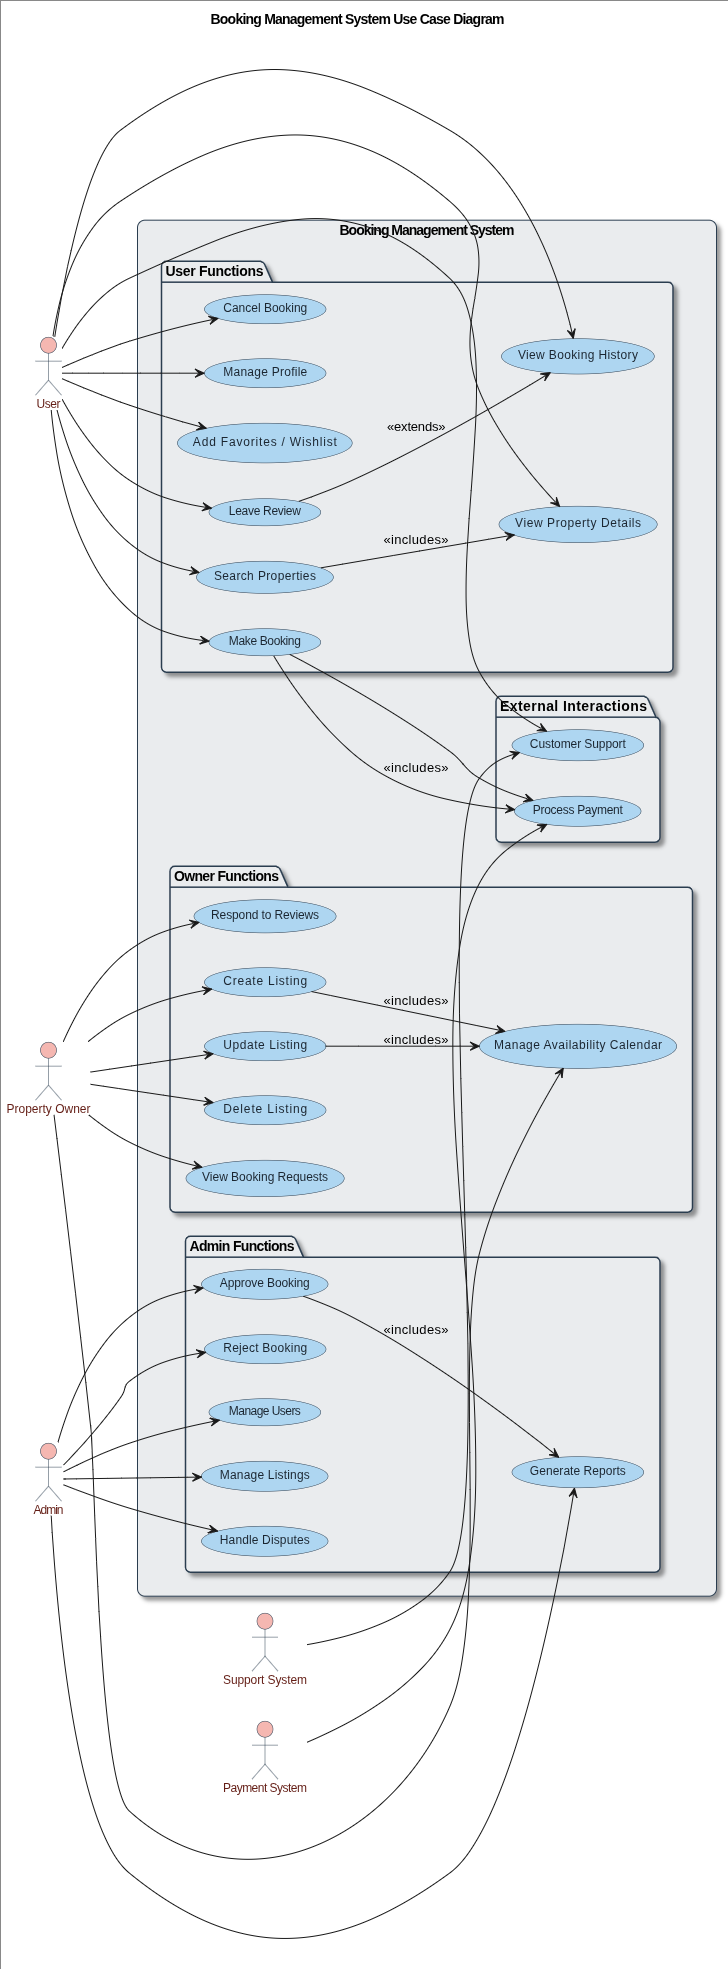 Booking Management System Use Case Diagram
Booking Management System
User Functions
Cancel Booking
Manage Profile
View Booking History
User
«extends»
Add Favorites / Wishlist
Leave Review
View Property Details
«includes»
Search Properties
Make Booking
External Interactions
Customer Support
«includes»
Process Payment
Owner Functions
Respond to Reviews
Create Listing
«includes»
«includes»
Update Listing
Manage Availability Calendar
Property Owner
Delete Listing
View Booking Requests
Admin Functions
Approve Booking
«includes»
Reject Booking
Manage Users
Generate Reports
Manage Listings
Admin
Handle Disputes
Support System
Payment System